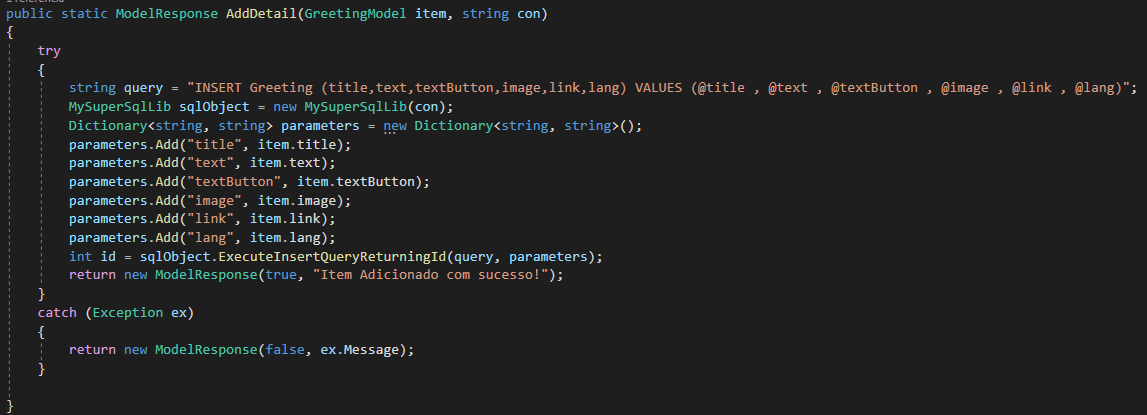 1 referência
public static ModelResponse AddDetail(GreetingModel item, string con)
{
try
{
string query = "INSERT Greeting (title,text,textButton,image,link,lang) VALUES (@title , @text , @textButton , @image , @link , @lang)";
MySuperSqlLib sqlObject = new MySuperSqlLib(con);
Dictionary<string, string> parameters = new Dictionary<string, string>();
parameters.Add("title", item.title);
parameters.Add("text", item.text);
parameters.Add("textButton", item.textButton);
parameters.Add("image", item.image);
parameters.Add("link", item.link);
parameters.Add("lang", item.lang);
int id = sqlObject.ExecuteInsertQueryReturningId(query, parameters);
return new ModelResponse(true, "Item Adicionado com sucesso!");
}
catch (Exception ex)
{
return new ModelResponse(false, ex.Message);
}
}